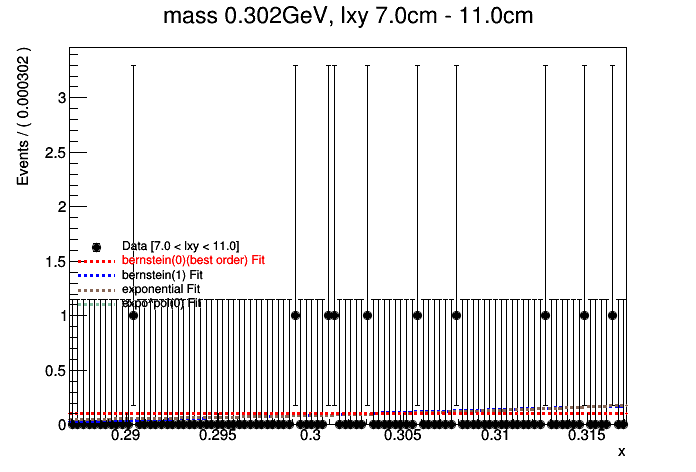 mass 0.302GeV, lxy 7.0cm - 11.0cm
Events / ( 0.000302 )
3
2.5
2
1.5
1
0.5
0
Data [7.0 < lxy < 11.0]
bernstein(0)(best order) Fit
bernstein(1) Fit
exponential Fit
expo*pol(0) Fit
0.29 0.295 0.3 0.305 0.31 0.315
x